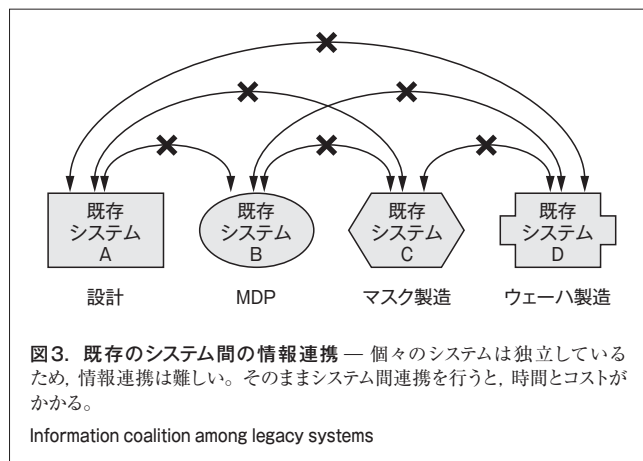 既存
システム
A
既存
システム
B
既存
システム
C
既存
システム
D
設計
MDP
マスク製造
ウェーハ製造
図3. 既存のシステム間の情報連携 — 個々のシステムは独立している
ため, 情報連携は難しい。そのままシステム間連携を行うと, 時間とコストが
かかる。
Information coalition among legacy systems